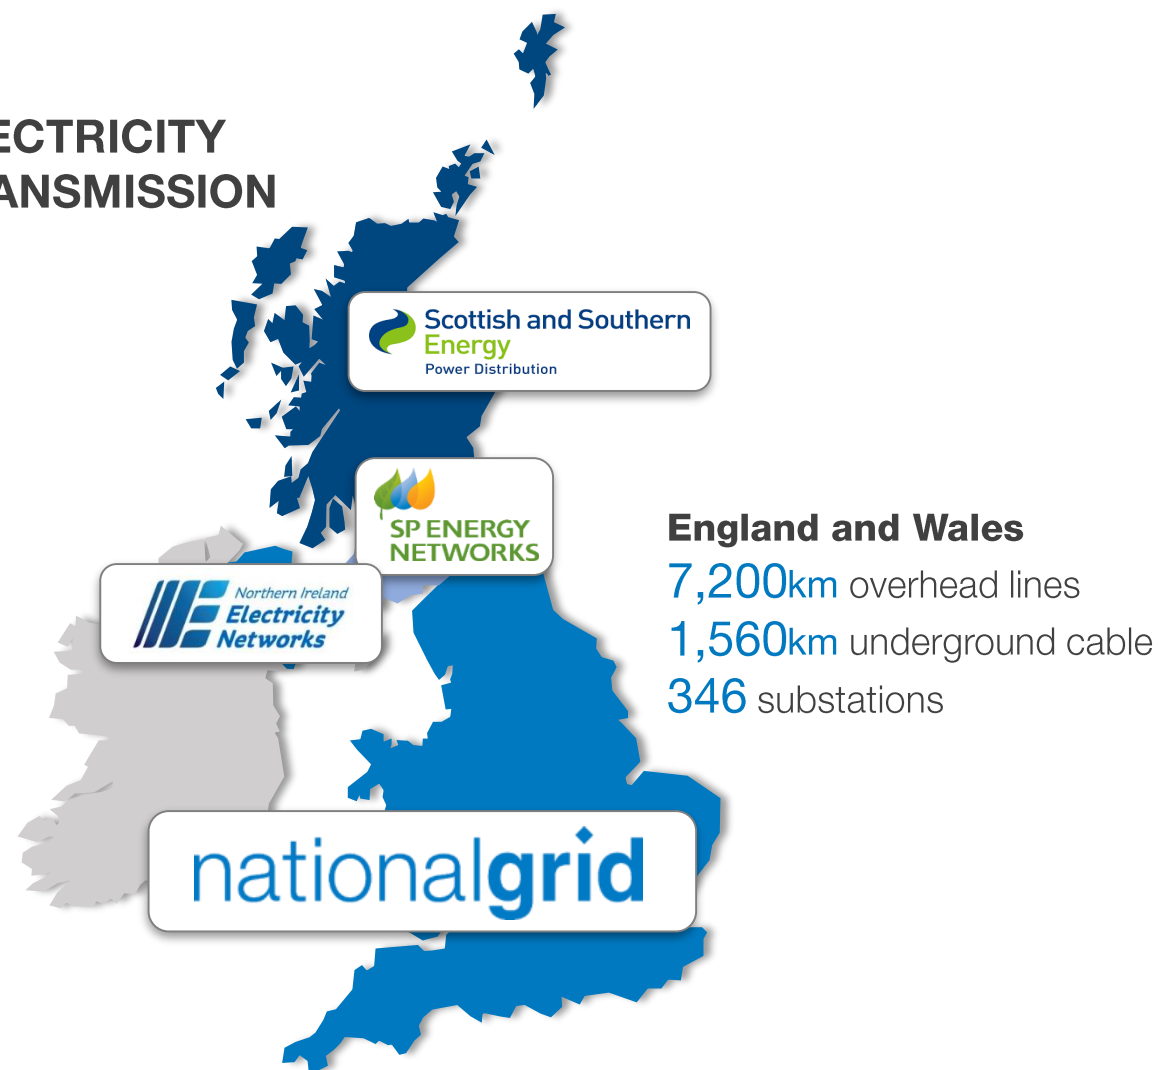 ECTRICITY
ANSMISSION
Scottish and Southern
Energy
Power Distribution
SP ENERGY
NETWORKS
Northern Ireland
Electricity
Networks
England and Wales
7,200km overhead lines
1,560km underground cable
346 substations
nationalgrid